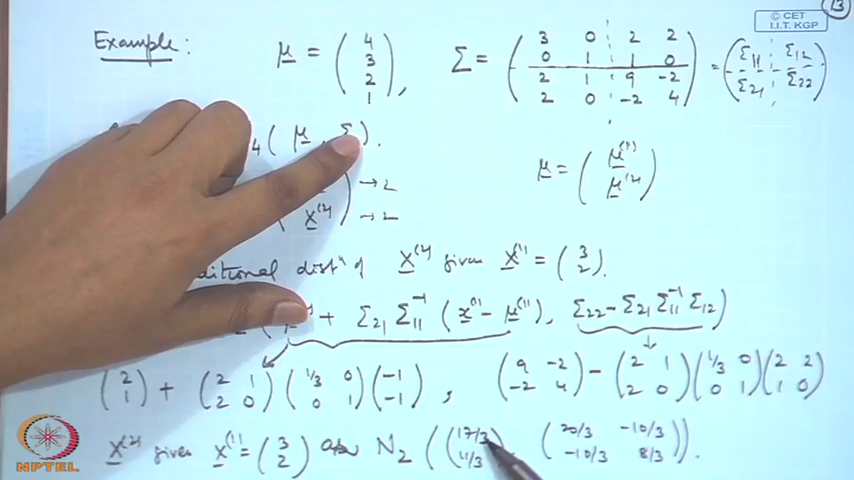 13
© CET
I.I.T. KGP
Example: μ = (4 3 2 1), Σ = (3 0 2 2; 0 1 1 0; 2 1 9 -2; 2 0 -2 4) = (Σ11 Σ12; Σ21 Σ22)
4 (μ, Σ). μ = (μ^(1); μ^(2))
→ 2
X^(2) → 2
ditional distⁿ of X^(2) given X^(1) = (3 2).
+ Σ21 Σ11^-1 (x^(1) - μ^(1)), Σ22 - Σ21 Σ11^-1 Σ12)
(2 1) + (2 1; 2 0) (1/3 0; 0 1) (-1 -1), (9 -2; -2 4) - (2 1; 2 0) (1/3 0; 0 1) (2 2; 1 0)
X^(2) given X^(1) = (3 2) N2 ((17/3 11/3) (20/3 -10/3; -10/3 8/3)).
NPTEL